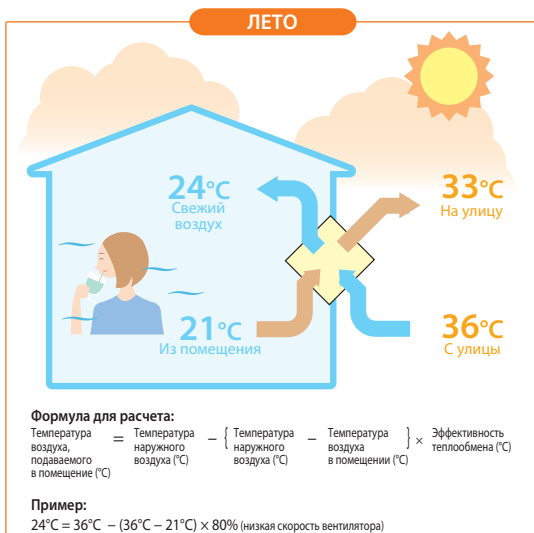 ЛЕТО
24°C
Свежий
воздух
33°C
На улицу
21°C
Из помещения
36°C
С улицы
Формула для расчета:
Температура воздуха, подаваемого в помещение (°C) = Температура наружного воздуха (°C) – { Температура наружного воздуха (°C) – Температура воздуха в помещении (°C) } × Эффективность теплообмена (°C)
Пример:
24°C = 36°C – (36°C – 21°C) × 80% (низкая скорость вентилятора)